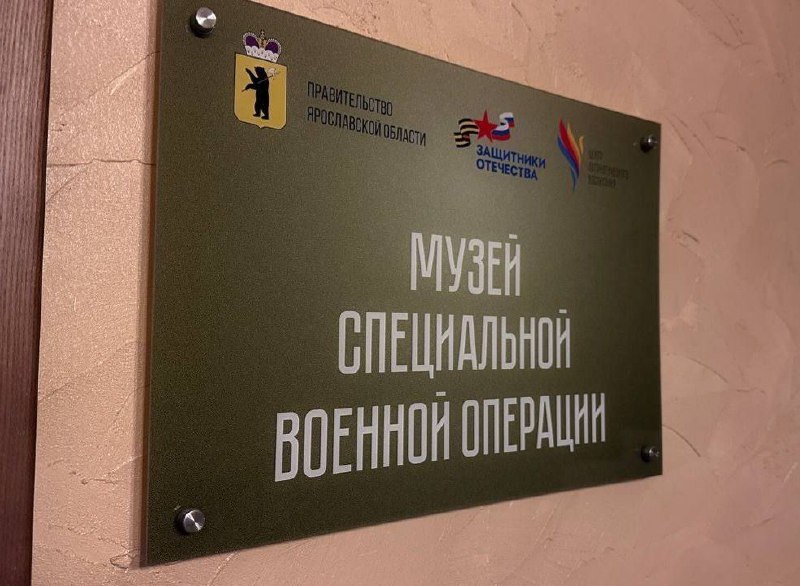 ПРАВИТЕЛЬСТВО
ЯРОСЛАВСКОЙ ОБЛАСТИ
ЗАЩИТНИКИ
ОТЕЧЕСТВА
МУЗЕЙ
СПЕЦИАЛЬНОЙ
ВОЕННОЙ ОПЕРАЦИИ